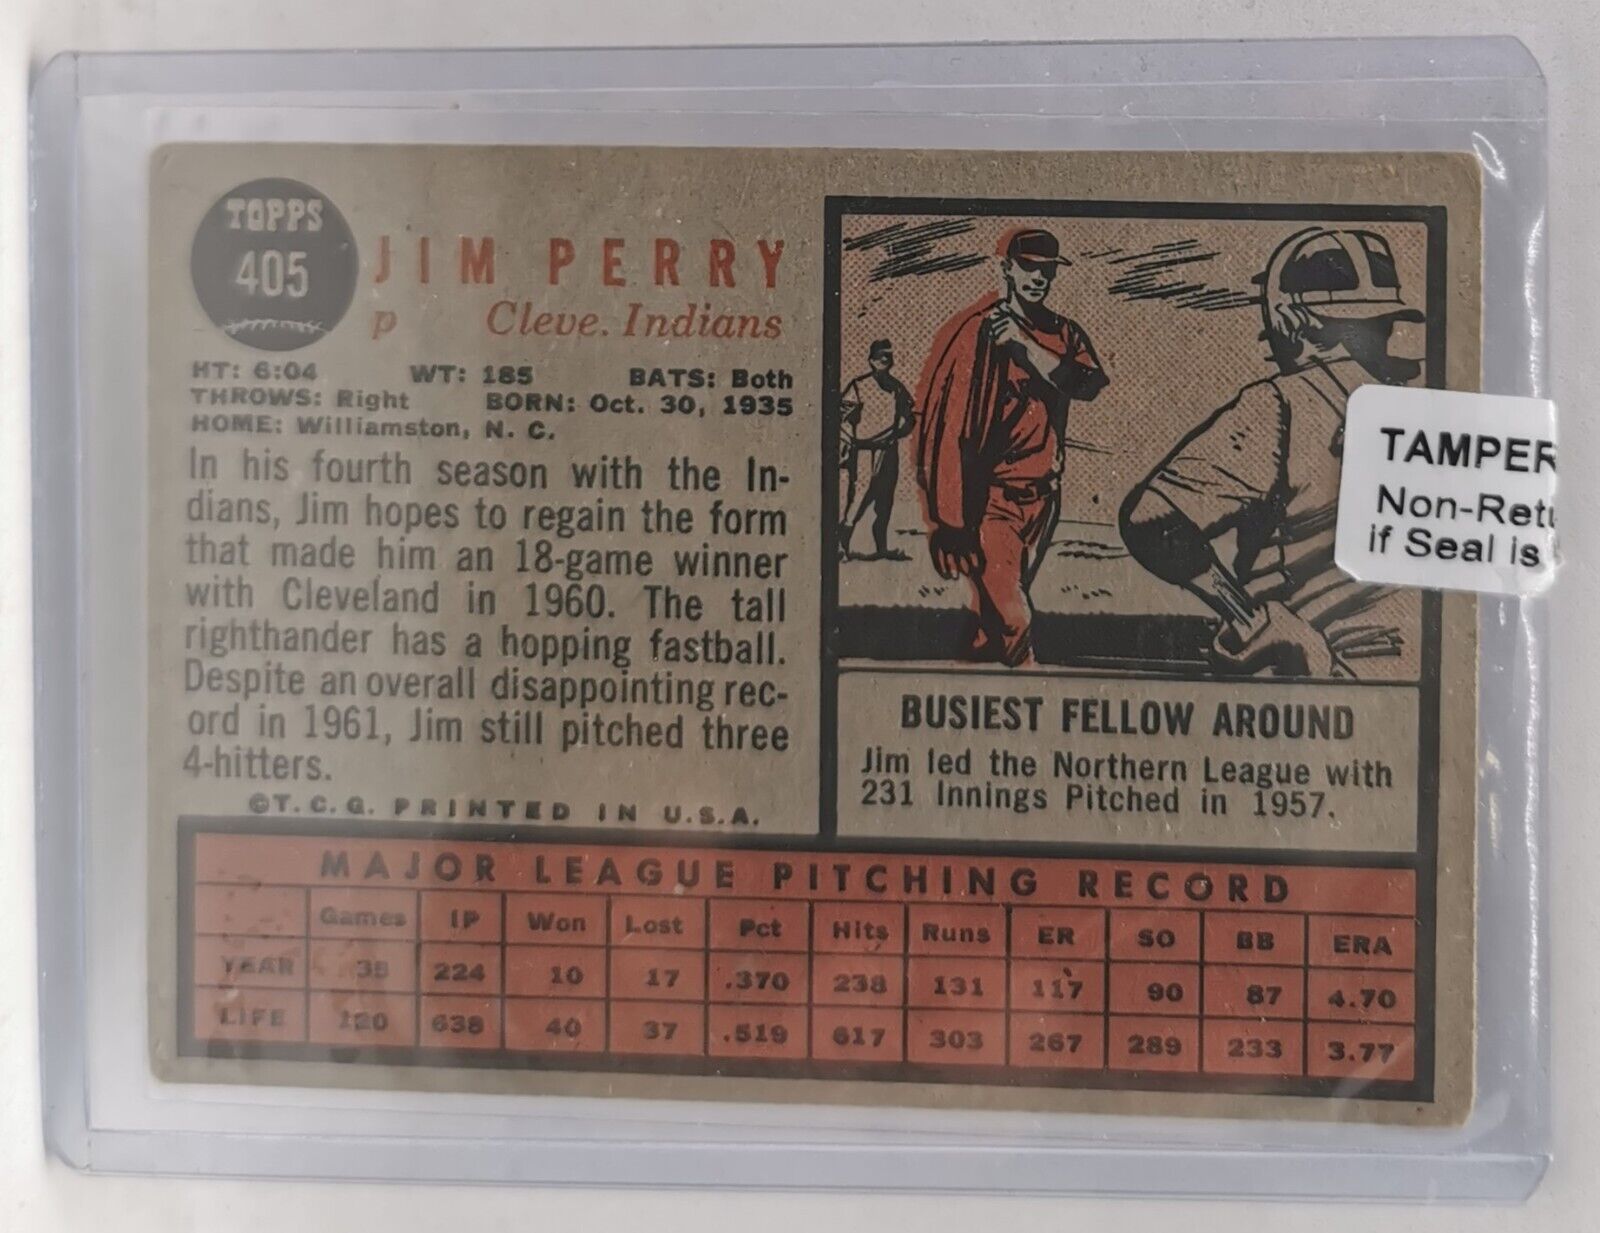 TOPPS
405
JIM PERRY
p Cleve. Indians
HT: 6:04 WT: 185 BATS: Both
THROWS: Right BORN: Oct. 30, 1935
HOME: Williamston, N. C.
In his fourth season with the In-
dians, Jim hopes to regain the form
that made him an 18-game winner
with Cleveland in 1960. The tall
righthander has a hopping fastball.
Despite an overall disappointing rec-
ord in 1961, Jim still pitched three
4-hitters.
©T.C.G. PRINTED IN U.S.A.
BUSIEST FELLOW AROUND
Jim led the Northern League with
231 Innings Pitched in 1957.
TAMPER
Non-Retu
if Seal is
MAJOR LEAGUE PITCHING RECORD
Games IP Won Lost Pct Hits Runs ER SO BB ERA
YEAR 35 224 10 17 .370 238 131 117 90 87 4.70
LIFE 120 638 40 37 .519 617 303 267 289 233 3.77